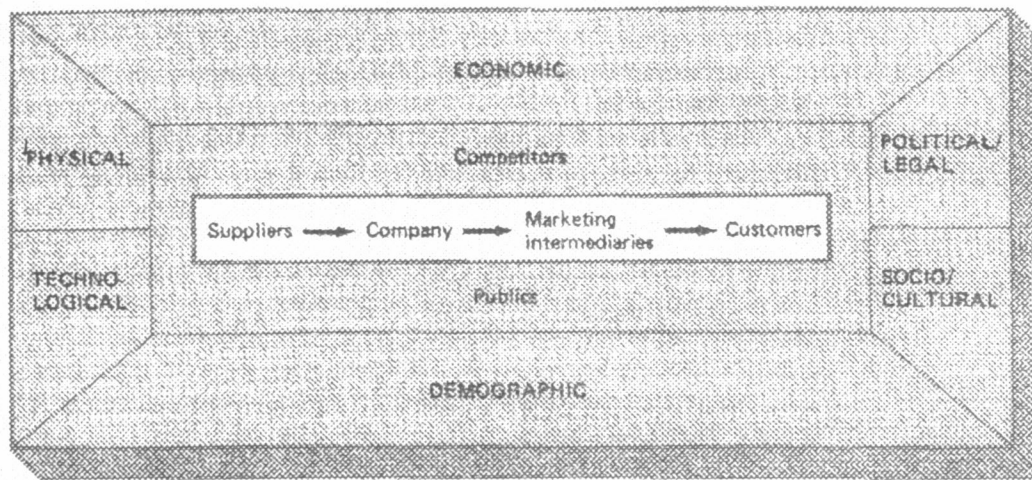 ECONOMIC
PHYSICAL
Competitors
POLITICAL/
LEGAL
Suppliers → Company → Marketing
intermediaries → Customers
TECHNO-
LOGICAL
Publics
SOCIO/
CULTURAL
DEMOGRAPHIC